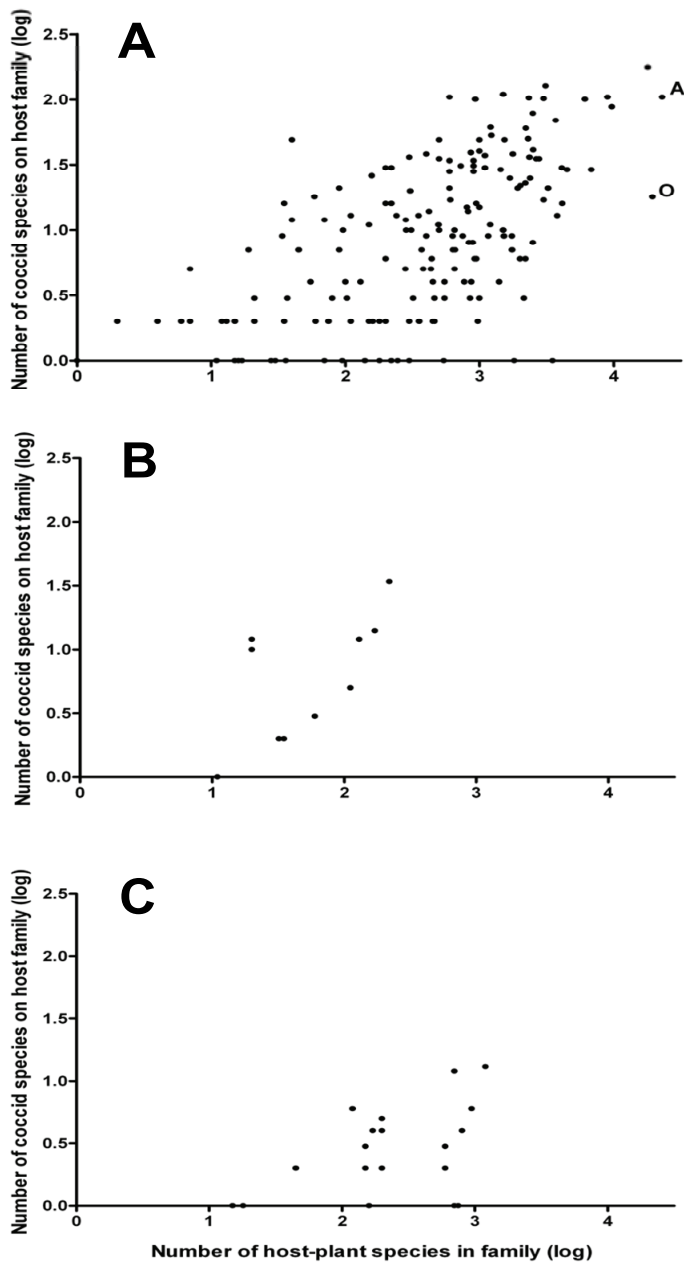 A
Number of coccid species on host family (log)
2.5
2.0
1.5
1.0
0.5
0.0
0 1 2 3 4
A
O
B
Number of coccid species on host family (log)
2.5
2.0
1.5
1.0
0.5
0.0
0 1 2 3 4
C
Number of coccid species on host family (log)
2.5
2.0
1.5
1.0
0.5
0.0
0 1 2 3 4
Number of host-plant species in family (log)